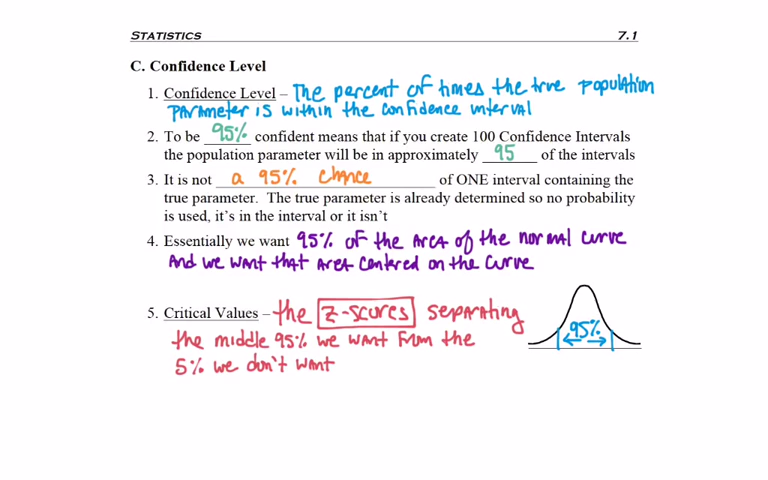 STATISTICS 7.1
C. Confidence Level
1. Confidence Level – The percent of times the true population
parameter is within the confidence interval
2. To be 95% confident means that if you create 100 Confidence Intervals
the population parameter will be in approximately 95 of the intervals
3. It is not a 95% chance of ONE interval containing the
true parameter. The true parameter is already determined so no probability
is used, it's in the interval or it isn't
4. Essentially we want 95% of the area of the normal curve
and we want that area centered on the curve
5. Critical Values – the z-scores separating
the middle 95% we want from the
5% we don't want
95%